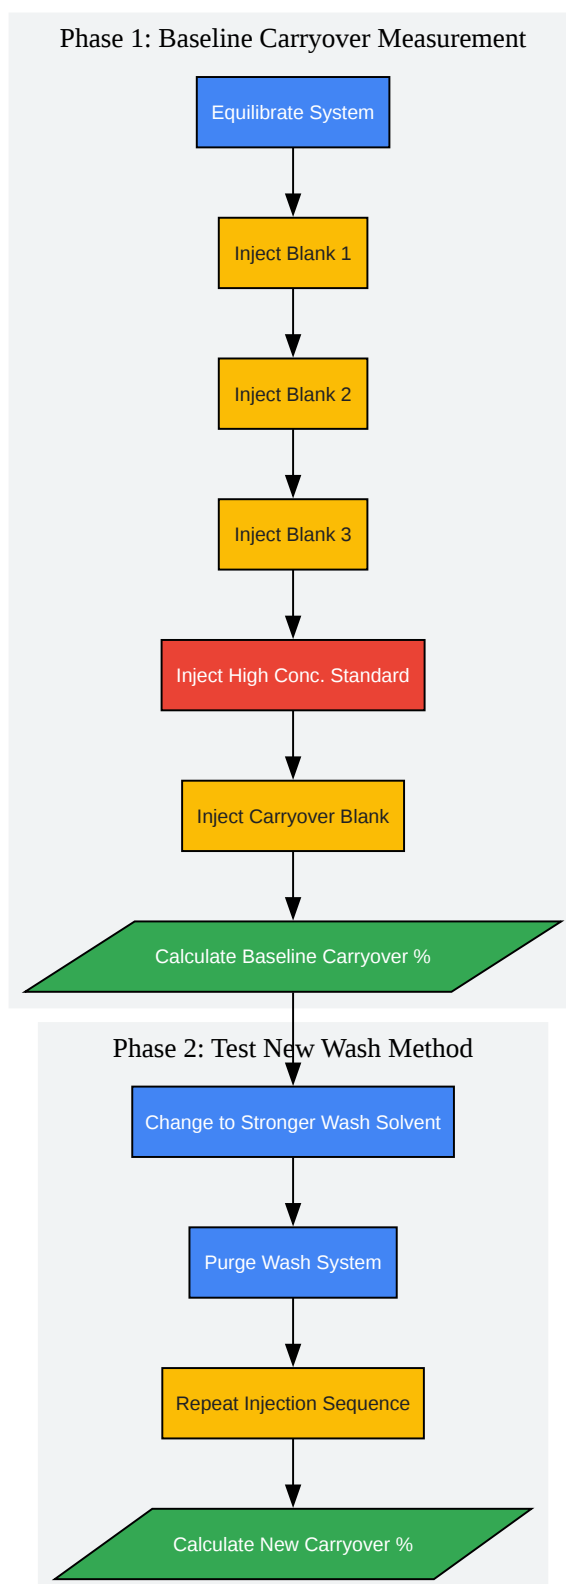 Phase 1: Baseline Carryover Measurement
Equilibrate System
Inject Blank 1
Inject Blank 2
Inject Blank 3
Inject High Conc. Standard
Inject Carryover Blank
Calculate Baseline Carryover %
Phase 2: Test New Wash Method
Change to Stronger Wash Solvent
Purge Wash System
Repeat Injection Sequence
Calculate New Carryover %